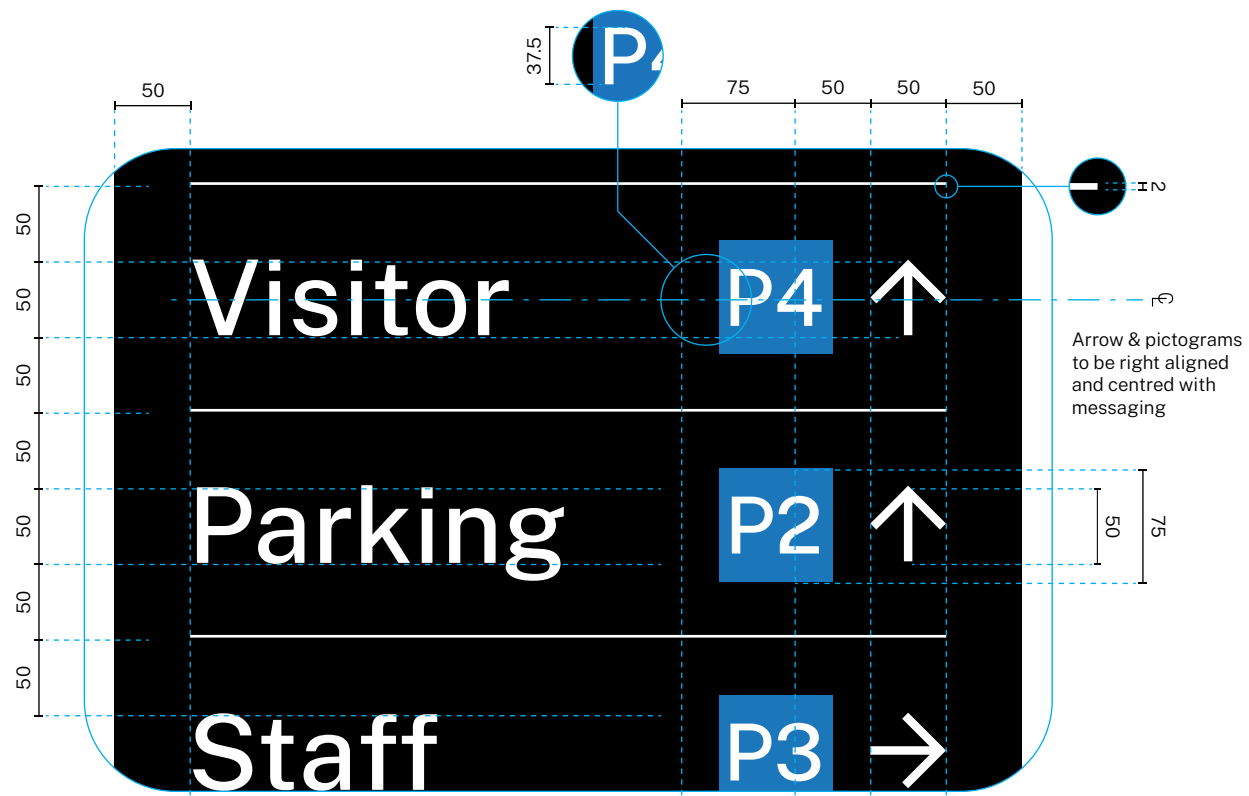 37.5
P4
50
75 50 50 50
2
50
50
50
50
50
50
50
Visitor P4
℄
Arrow & pictograms
to be right aligned
and centred with
messaging
Parking P2
50
75
Staff P3